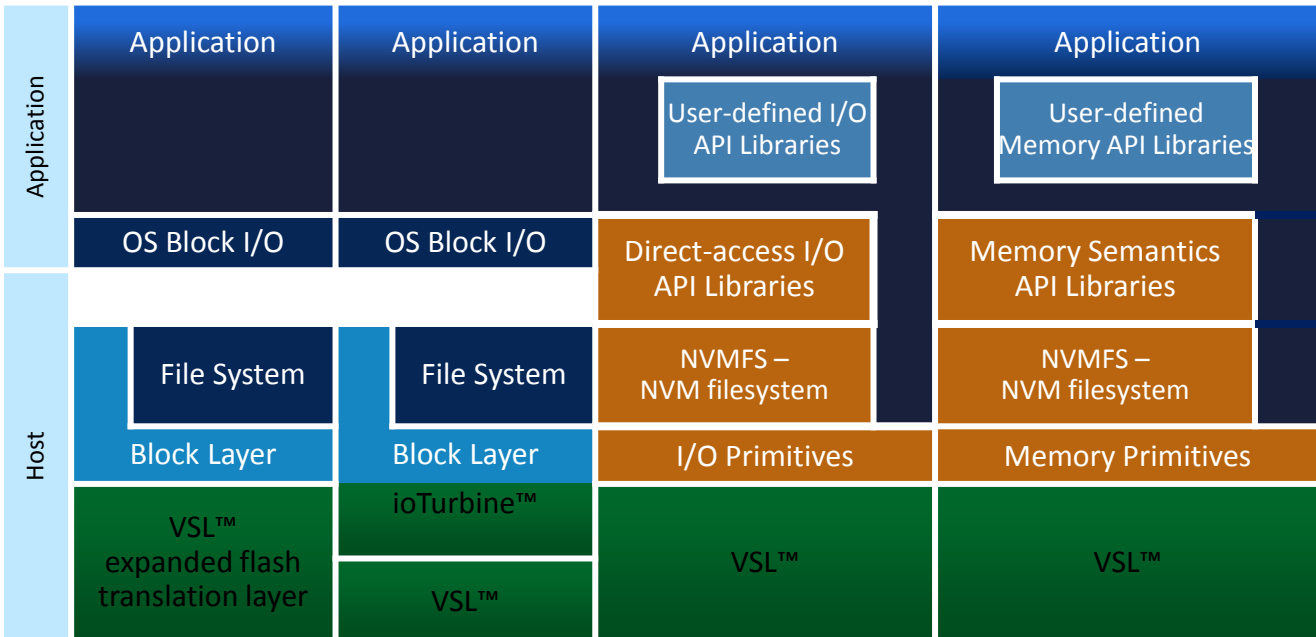 Application
Host
Application
OS Block I/O
File System
Block Layer
VSL™
expanded flash
translation layer
Application
OS Block I/O
File System
Block Layer
ioTurbine™
VSL™
Application
User-defined I/O
API Libraries
Direct-access I/O
API Libraries
NVMFS –
NVM filesystem
I/O Primitives
VSL™
Application
User-defined
Memory API Libraries
Memory Semantics
API Libraries
NVMFS –
NVM filesystem
Memory Primitives
VSL™